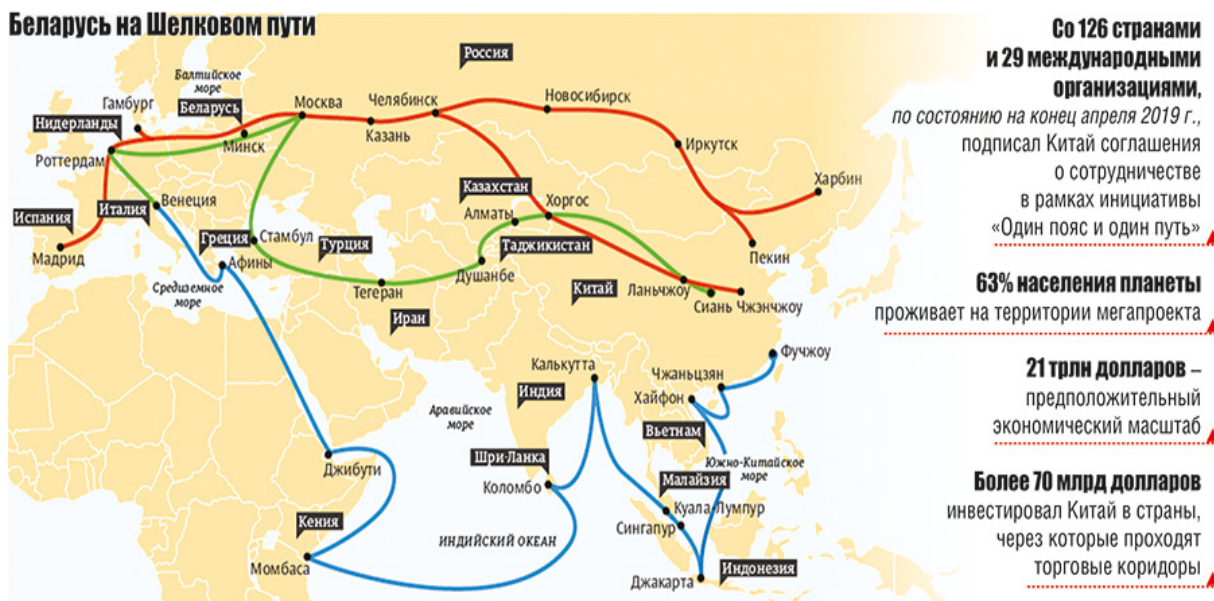 Беларусь на Шелковом пути
Россия
Балтийское
море
Гамбург
Беларусь
Москва
Челябинск
Новосибирск
Нидерланды
Минск
Казань
Роттердам
Иркутск
Харбин
Казахстан
Хоргос
Испания
Италия
Венеция
Алматы
Греция
Стамбул
Турция
Таджикистан
Мадрид
Афины
Пекин
Душанбе
Средиземное
море
Тегеран
Китай
Ланьчжоу
Сиань
Чжэнчжоу
Иран
Фучжоу
Калькутта
Чжаньцзян
Индия
Хайфон
Аравийское
море
Вьетнам
Шри-Ланка
Южно-Китайское
море
Джибути
Коломбо
Малайзия
Куала-Лумпур
Кения
Сингапур
ИНДИЙСКИЙ ОКЕАН
Момбаса
Джакарта
Индонезия
Со 126 странами
и 29 международными
организациями,
по состоянию на конец апреля 2019 г.,
подписал Китай соглашения
о сотрудничестве
в рамках инициативы
«Один пояс и один путь»
63% населения планеты
проживает на территории мегапроекта
21 трлн долларов –
предположительный
экономический масштаб
Более 70 млрд долларов
инвестировал Китай в страны,
через которые проходят
торговые коридоры